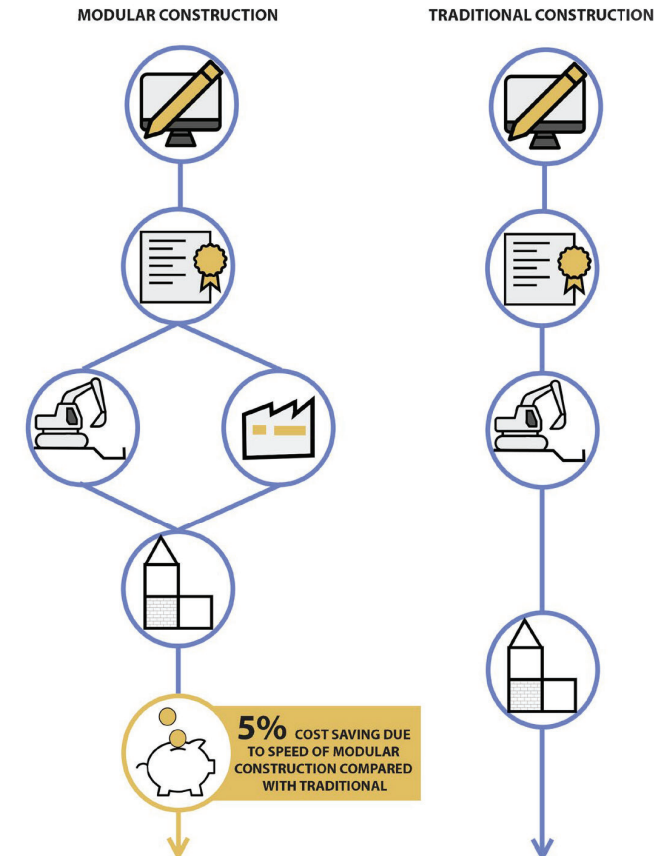 MODULAR CONSTRUCTION
TRADITIONAL CONSTRUCTION
5% COST SAVING DUE
TO SPEED OF MODULAR
CONSTRUCTION COMPARED
WITH TRADITIONAL